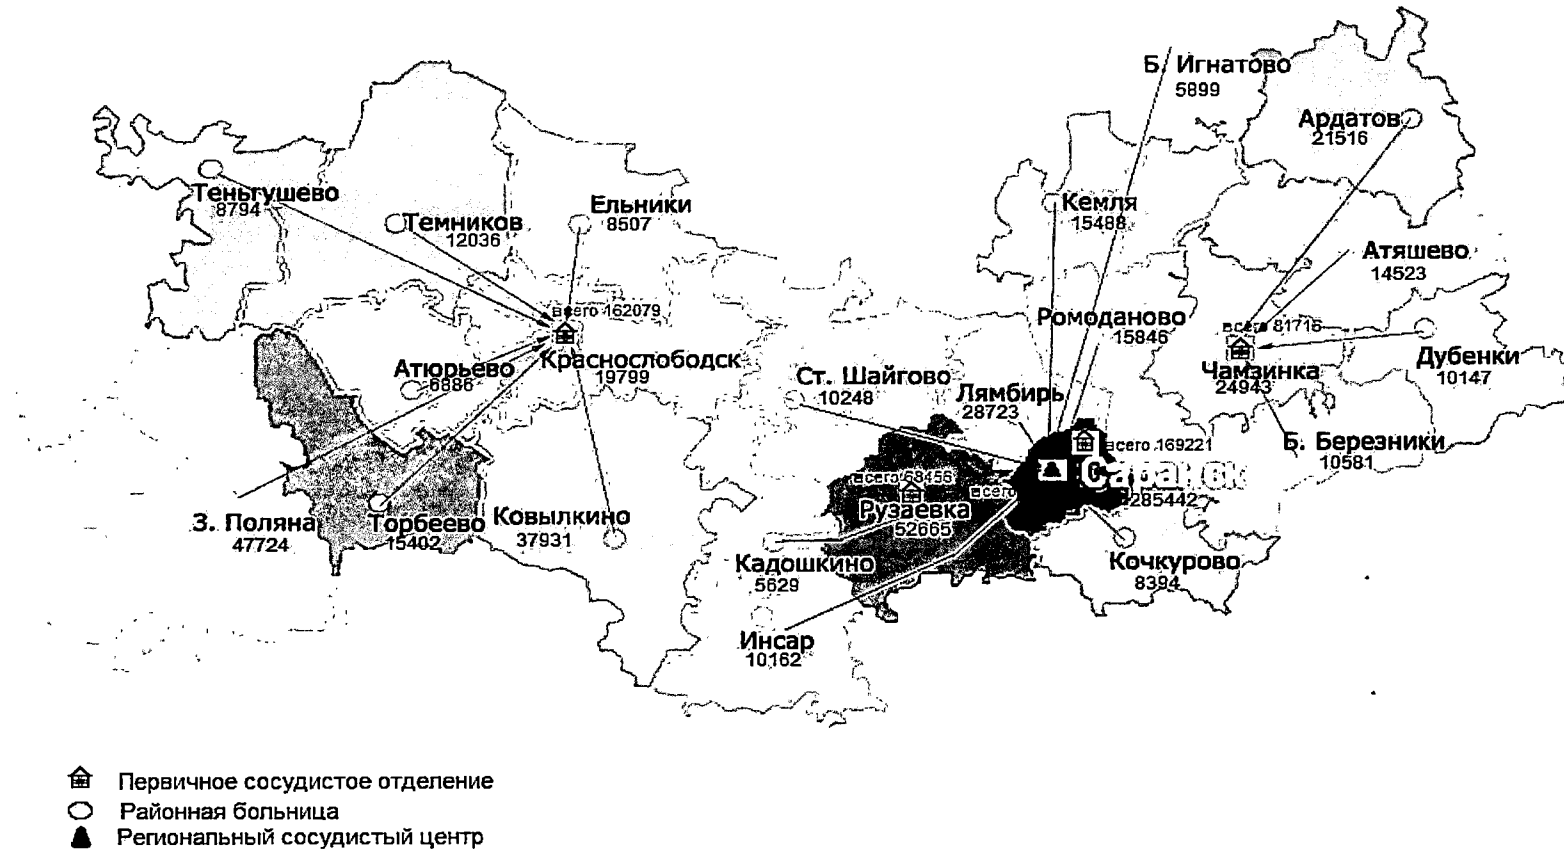 Б. Игнатово
5899
Ардатов
21516
Теньгушево
8794
Темников
12036
Ельники
8507
Кемля
15488
Атяшево
14523
всего 162079
Краснослободск
19799
Ромоданово
15846
всего 81715
Чамзинка
24943
Дубенки
10147
Атюрьево
6886
Ст. Шайгово
10248
Лямбирь
28723
Б. Березники
10581
всего 169221
Саранск
285442
всего 68456
всего
Рузаевка
52665
З. Поляна
47724
Торбеево
15402
Ковылкино
37931
Кадошкино
5629
Кочкурово
8394
Инсар
10162
Первичное сосудистое отделение
Районная больница
Региональный сосудистый центр